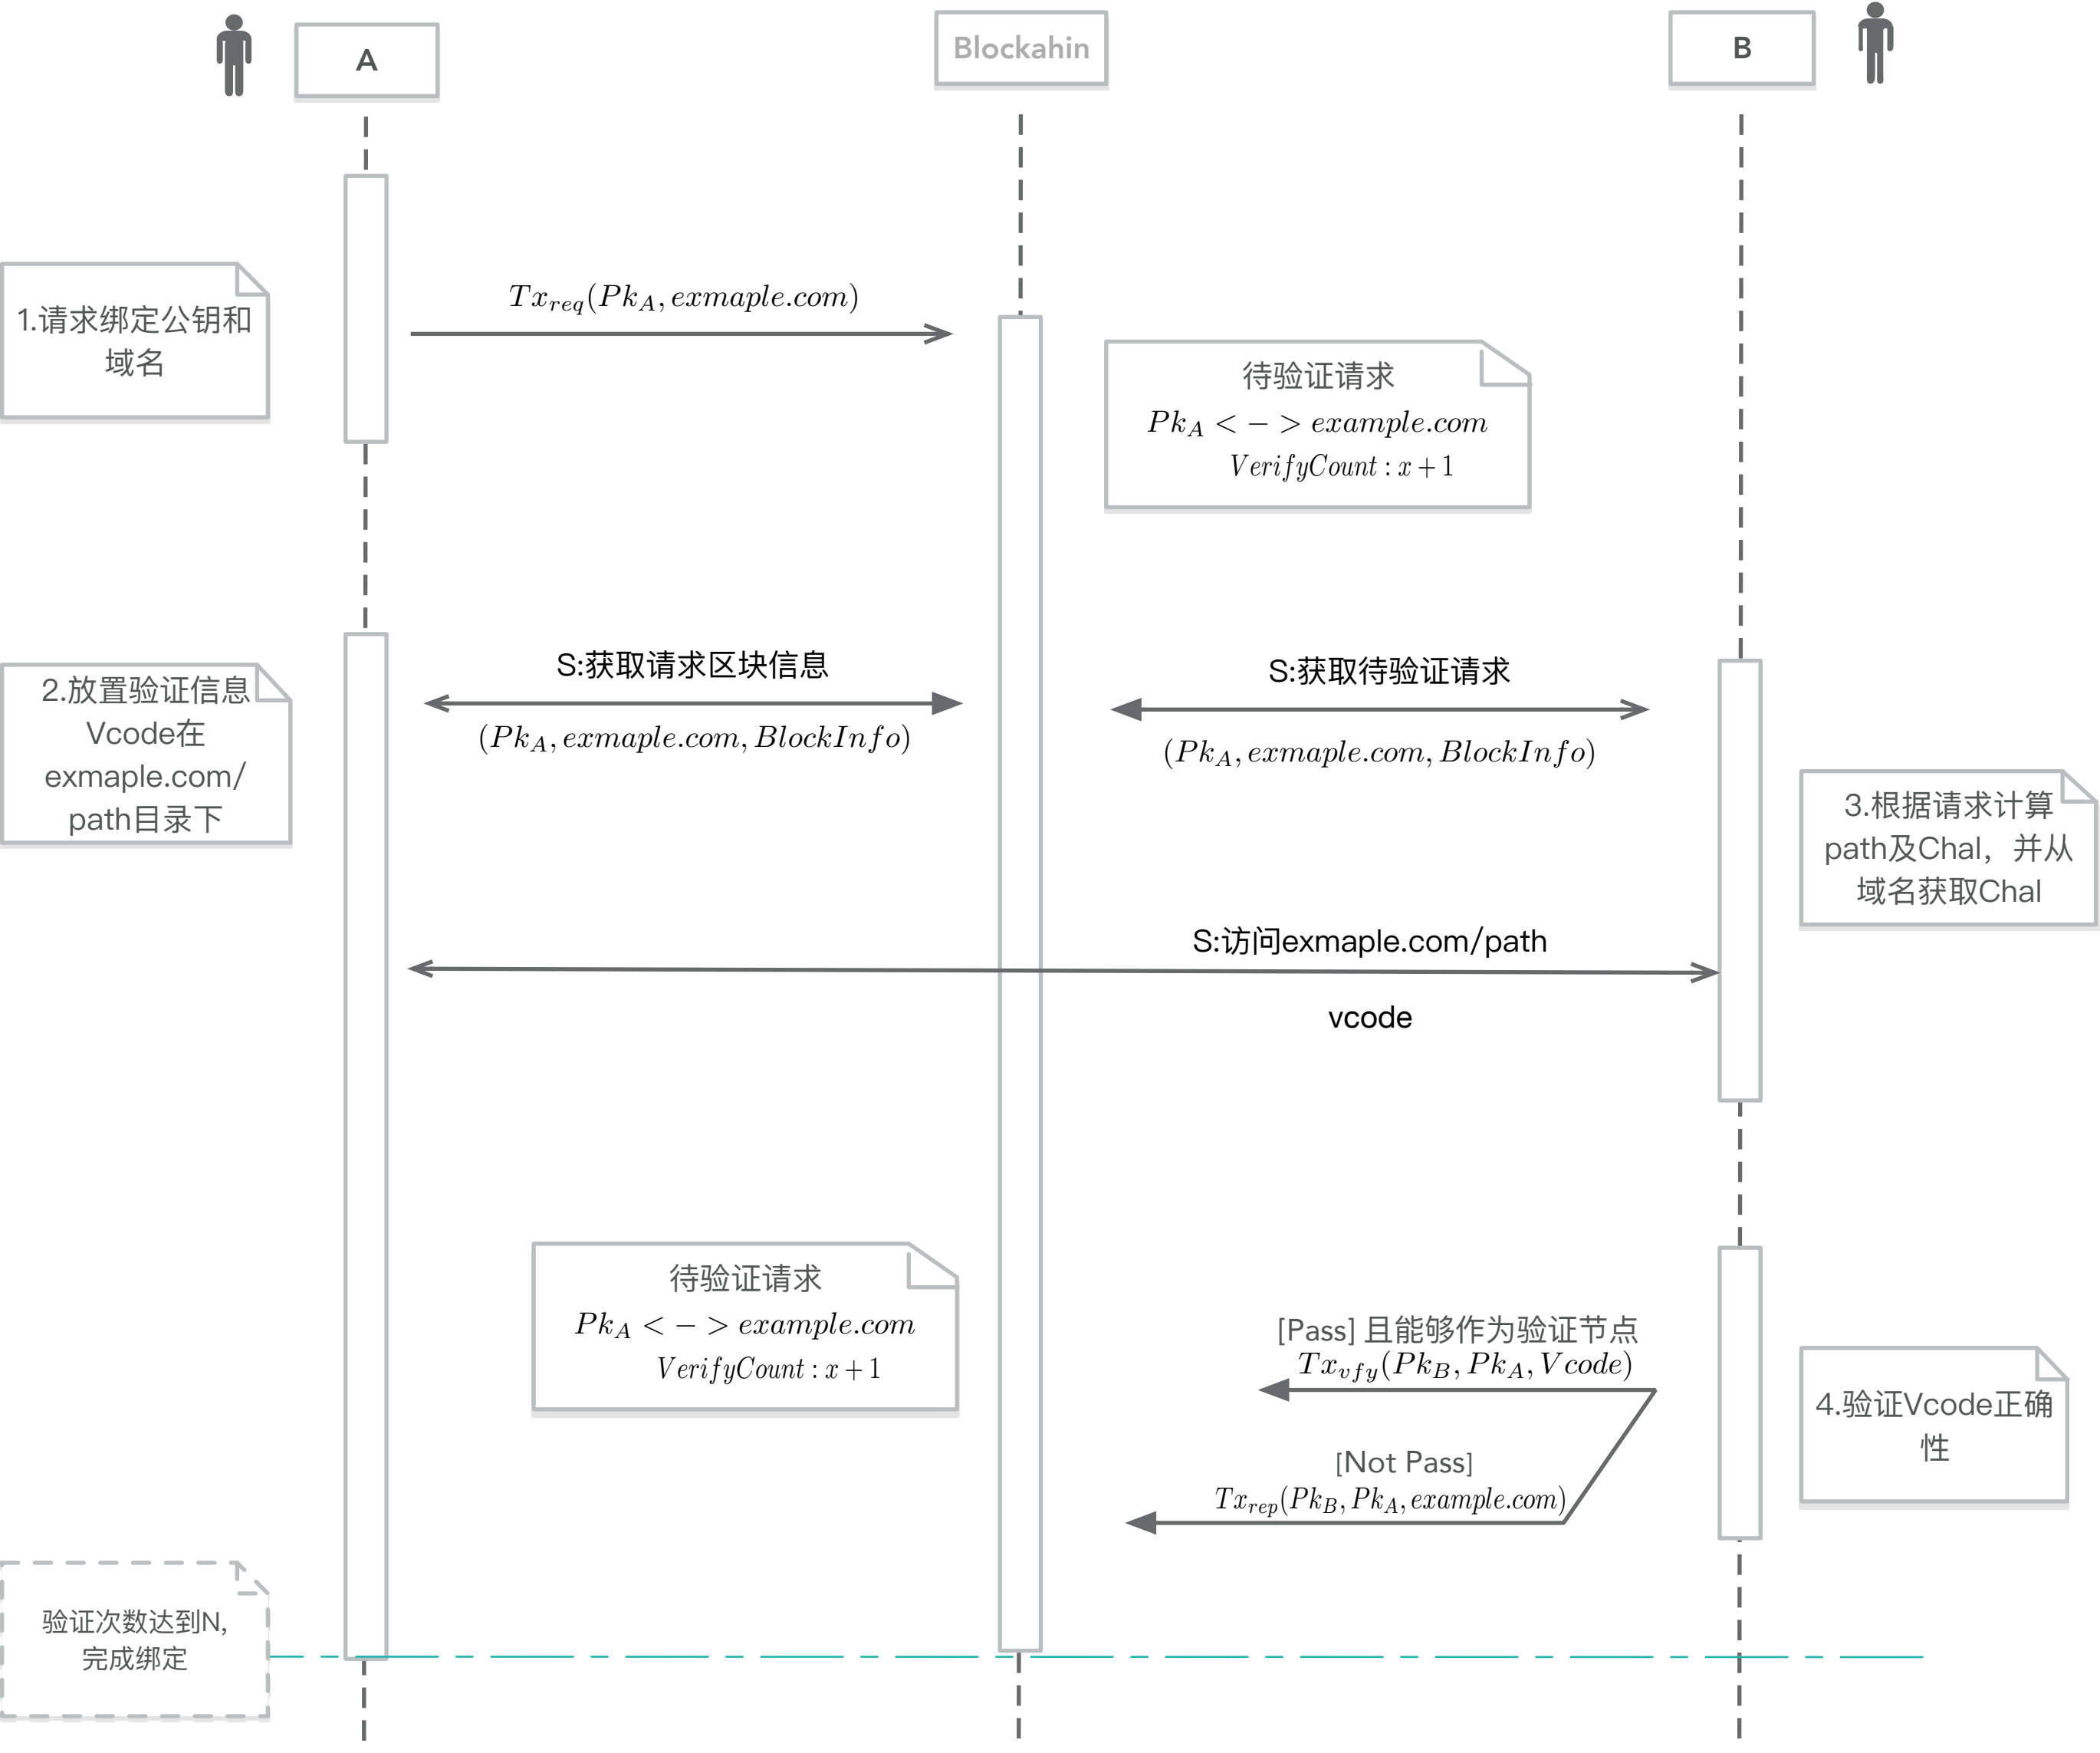 A
Blockahin
B
1.请求绑定公钥和
域名
Tx_req(Pk_A, exmaple.com)
待验证请求
Pk_A < - > example.com
VerifyCount : x + 1
2.放置验证信息
Vcode在
exmaple.com/
path目录下
S:获取请求区块信息
(Pk_A, exmaple.com, BlockInfo)
S:获取待验证请求
(Pk_A, exmaple.com, BlockInfo)
3.根据请求计算
path及Chal，并从
域名获取Chal
S:访问exmaple.com/path
vcode
待验证请求
Pk_A < - > example.com
VerifyCount : x + 1
[Pass] 且能够作为验证节点
Tx_vfy(Pk_B, Pk_A, Vcode)
[Not Pass]
Tx_rep(Pk_B, Pk_A, example.com)
4.验证Vcode正确
性
验证次数达到N,
完成绑定